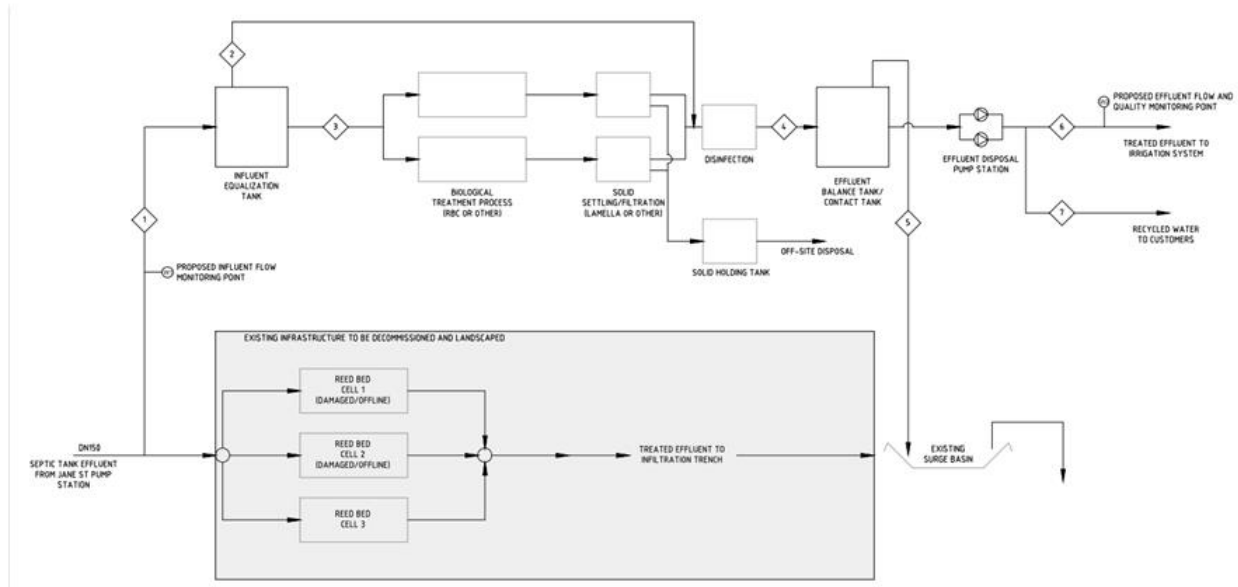 2
PROPOSED EFFLUENT FLOW AND
QUALITY MONITORING POINT
3
4
6
TREATED EFFLUENT TO
IRRIGATION SYSTEM
DISINFECTION
EFFLUENT DISPOSAL
PUMP STATION
INFLUENT
EQUALIZATION
TANK
BIOLOGICAL
TREATMENT PROCESS
(RBC OR OTHER)
SOLID
SETTLING/FILTRATION
(LAMELLA OR OTHER)
EFFLUENT
BALANCE TANK/
CONTACT TANK
1
5
7
RECYCLED WATER
TO CUSTOMERS
OFF-SITE DISPOSAL
SOLID HOLDING TANK
PROPOSED INFLUENT FLOW
MONITORING POINT
EXISTING INFRASTRUCTURE TO BE DECOMMISSIONED AND LANDSCAPED
REED BED
CELL 1
(DAMAGED/OFFLINE)
DN150
SEPTIC TANK EFFLUENT
FROM JANE ST PUMP
STATION
REED BED
CELL 2
(DAMAGED/OFFLINE)
TREATED EFFLUENT TO
INFILTRATION TRENCH
EXISTING
SURGE BASIN
REED BED
CELL 3